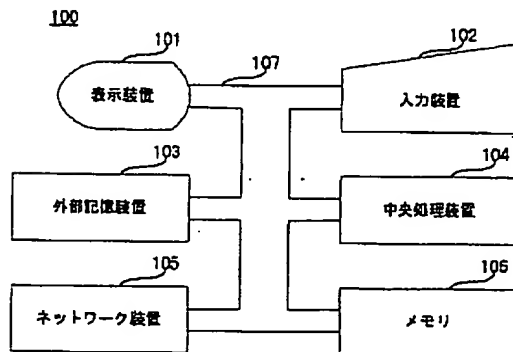 100
101
107
102
表示装置
入力装置
103
104
外部記憶装置
中央処理装置
105
106
ネットワーク装置
メモリ